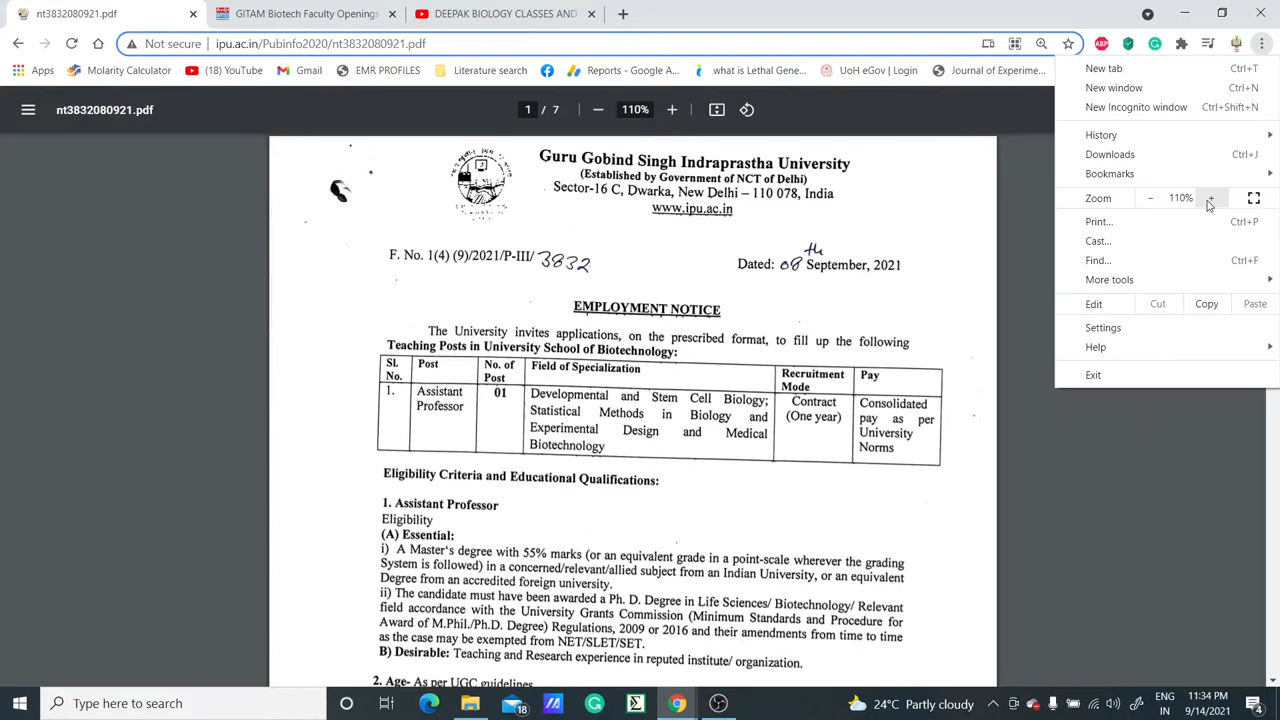 nt3832080921.pdf
GITAM Biotech Faculty Openings
DEEPAK BIOLOGY CLASSES AND
Not secure
ipu.ac.in/Pubinfo2020/nt3832080921.pdf
ABP
Apps
Molarity Calculator
(18) YouTube
Gmail
EMR PROFILES
Literature search
Reports - Google A...
what is Lethal Gene...
UoH eGov | Login
Journal of Experime...
nt3832080921.pdf
1 / 7
110%
New tab Ctrl+T
New window Ctrl+N
New Incognito window Ctrl+Shift+N
History
Downloads Ctrl+J
Bookmarks
Zoom - 110% +
Print... Ctrl+P
Cast...
Find... Ctrl+F
More tools
Edit Cut Copy Paste
Settings
Help
Exit
Guru Gobind Singh Indraprastha University
(Established by Government of NCT of Delhi)
Sector-16 C, Dwarka, New Delhi – 110 078, India
www.ipu.ac.in
F. No. 1(4) (9)/2021/P-III/ 3832
Dated: 08th September, 2021
EMPLOYMENT NOTICE
The University invites applications, on the prescribed format, to fill up the following
Teaching Posts in University School of Biotechnology:
Sl. No.
Post
No. of Post
Field of Specialization
Recruitment Mode
Pay
1.
Assistant
Professor
01
Developmental and Stem Cell Biology;
Statistical Methods in Biology and
Experimental Design and Medical
Biotechnology
Contract
(One year)
Consolidated
pay as per
University
Norms
Eligibility Criteria and Educational Qualifications:
1. Assistant Professor
Eligibility
(A) Essential:
i) A Master's degree with 55% marks (or an equivalent grade in a point-scale wherever the grading
System is followed) in a concerned/relevant/allied subject from an Indian University, or an equivalent
Degree from an accredited foreign university.
ii) The candidate must have been awarded a Ph. D. Degree in Life Sciences/ Biotechnology/ Relevant
field accordance with the University Grants Commission (Minimum Standards and Procedure for
Award of M.Phil./Ph.D. Degree) Regulations, 2009 or 2016 and their amendments from time to time
as the case may be exempted from NET/SLET/SET.
B) Desirable: Teaching and Research experience in reputed institute/ organization.
2. Age- As per UGC guidelines
Type here to search
18
24°C Partly cloudy
ENG
IN
11:34 PM
9/14/2021
4